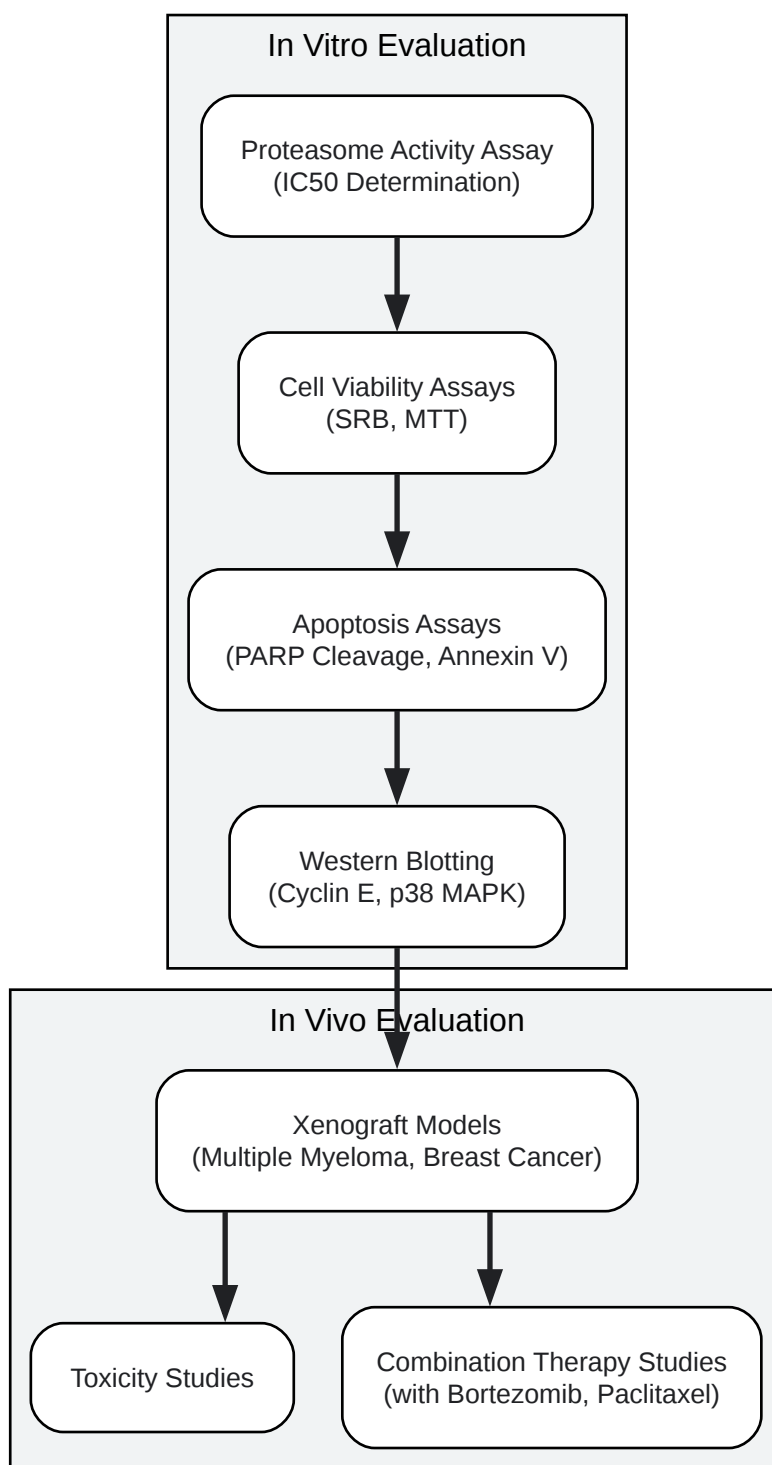 In Vitro Evaluation
Proteasome Activity Assay
(IC50 Determination)
Cell Viability Assays
(SRB, MTT)
Apoptosis Assays
(PARP Cleavage, Annexin V)
Western Blotting
(Cyclin E, p38 MAPK)
In Vivo Evaluation
Xenograft Models
(Multiple Myeloma, Breast Cancer)
Toxicity Studies
Combination Therapy Studies
(with Bortezomib, Paclitaxel)